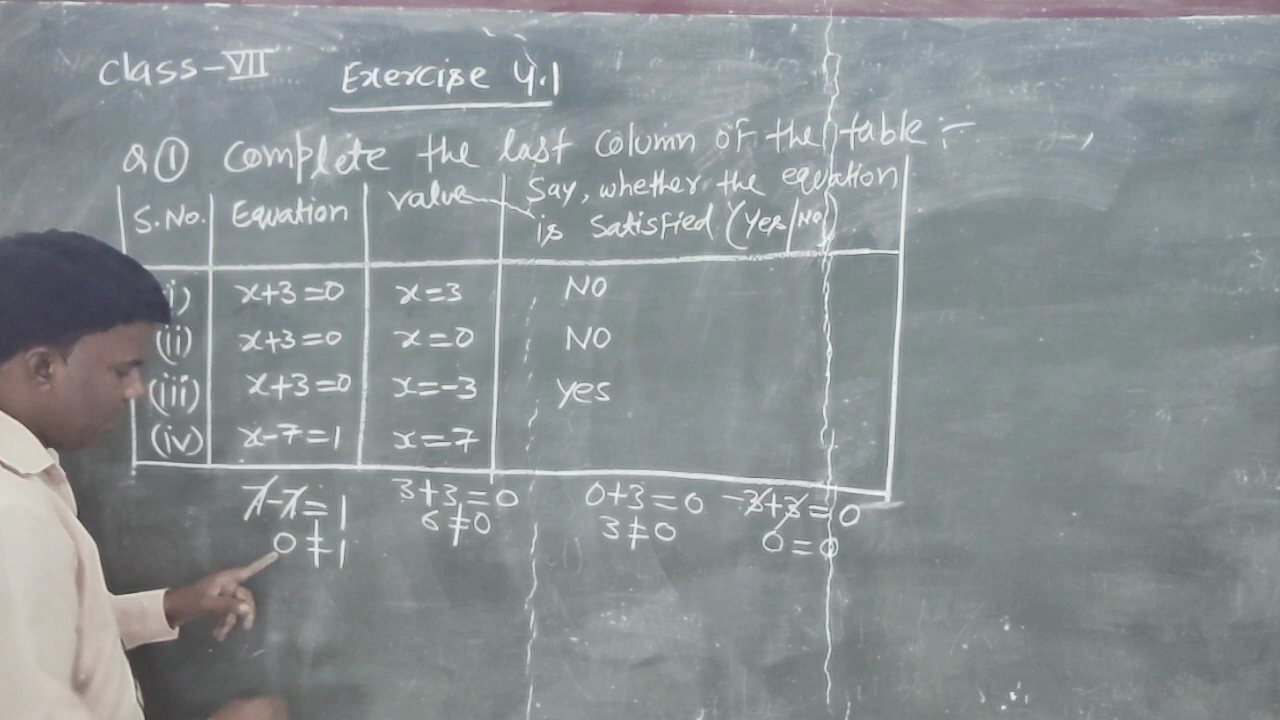 Class-VII Exercise 4.1
Q① Complete the last column of the table:-
S.No. Equation value Say, whether the equation
is satisfied (Yes/No)
i) x+3=0 x=3 NO
(ii) x+3=0 x=0 NO
(iii) x+3=0 x=-3 yes
(iv) x-7=1 x=7
7-7=1 3+3=0 0+3=0 -3+3=0
0≠1 6≠0 3≠0 0=0